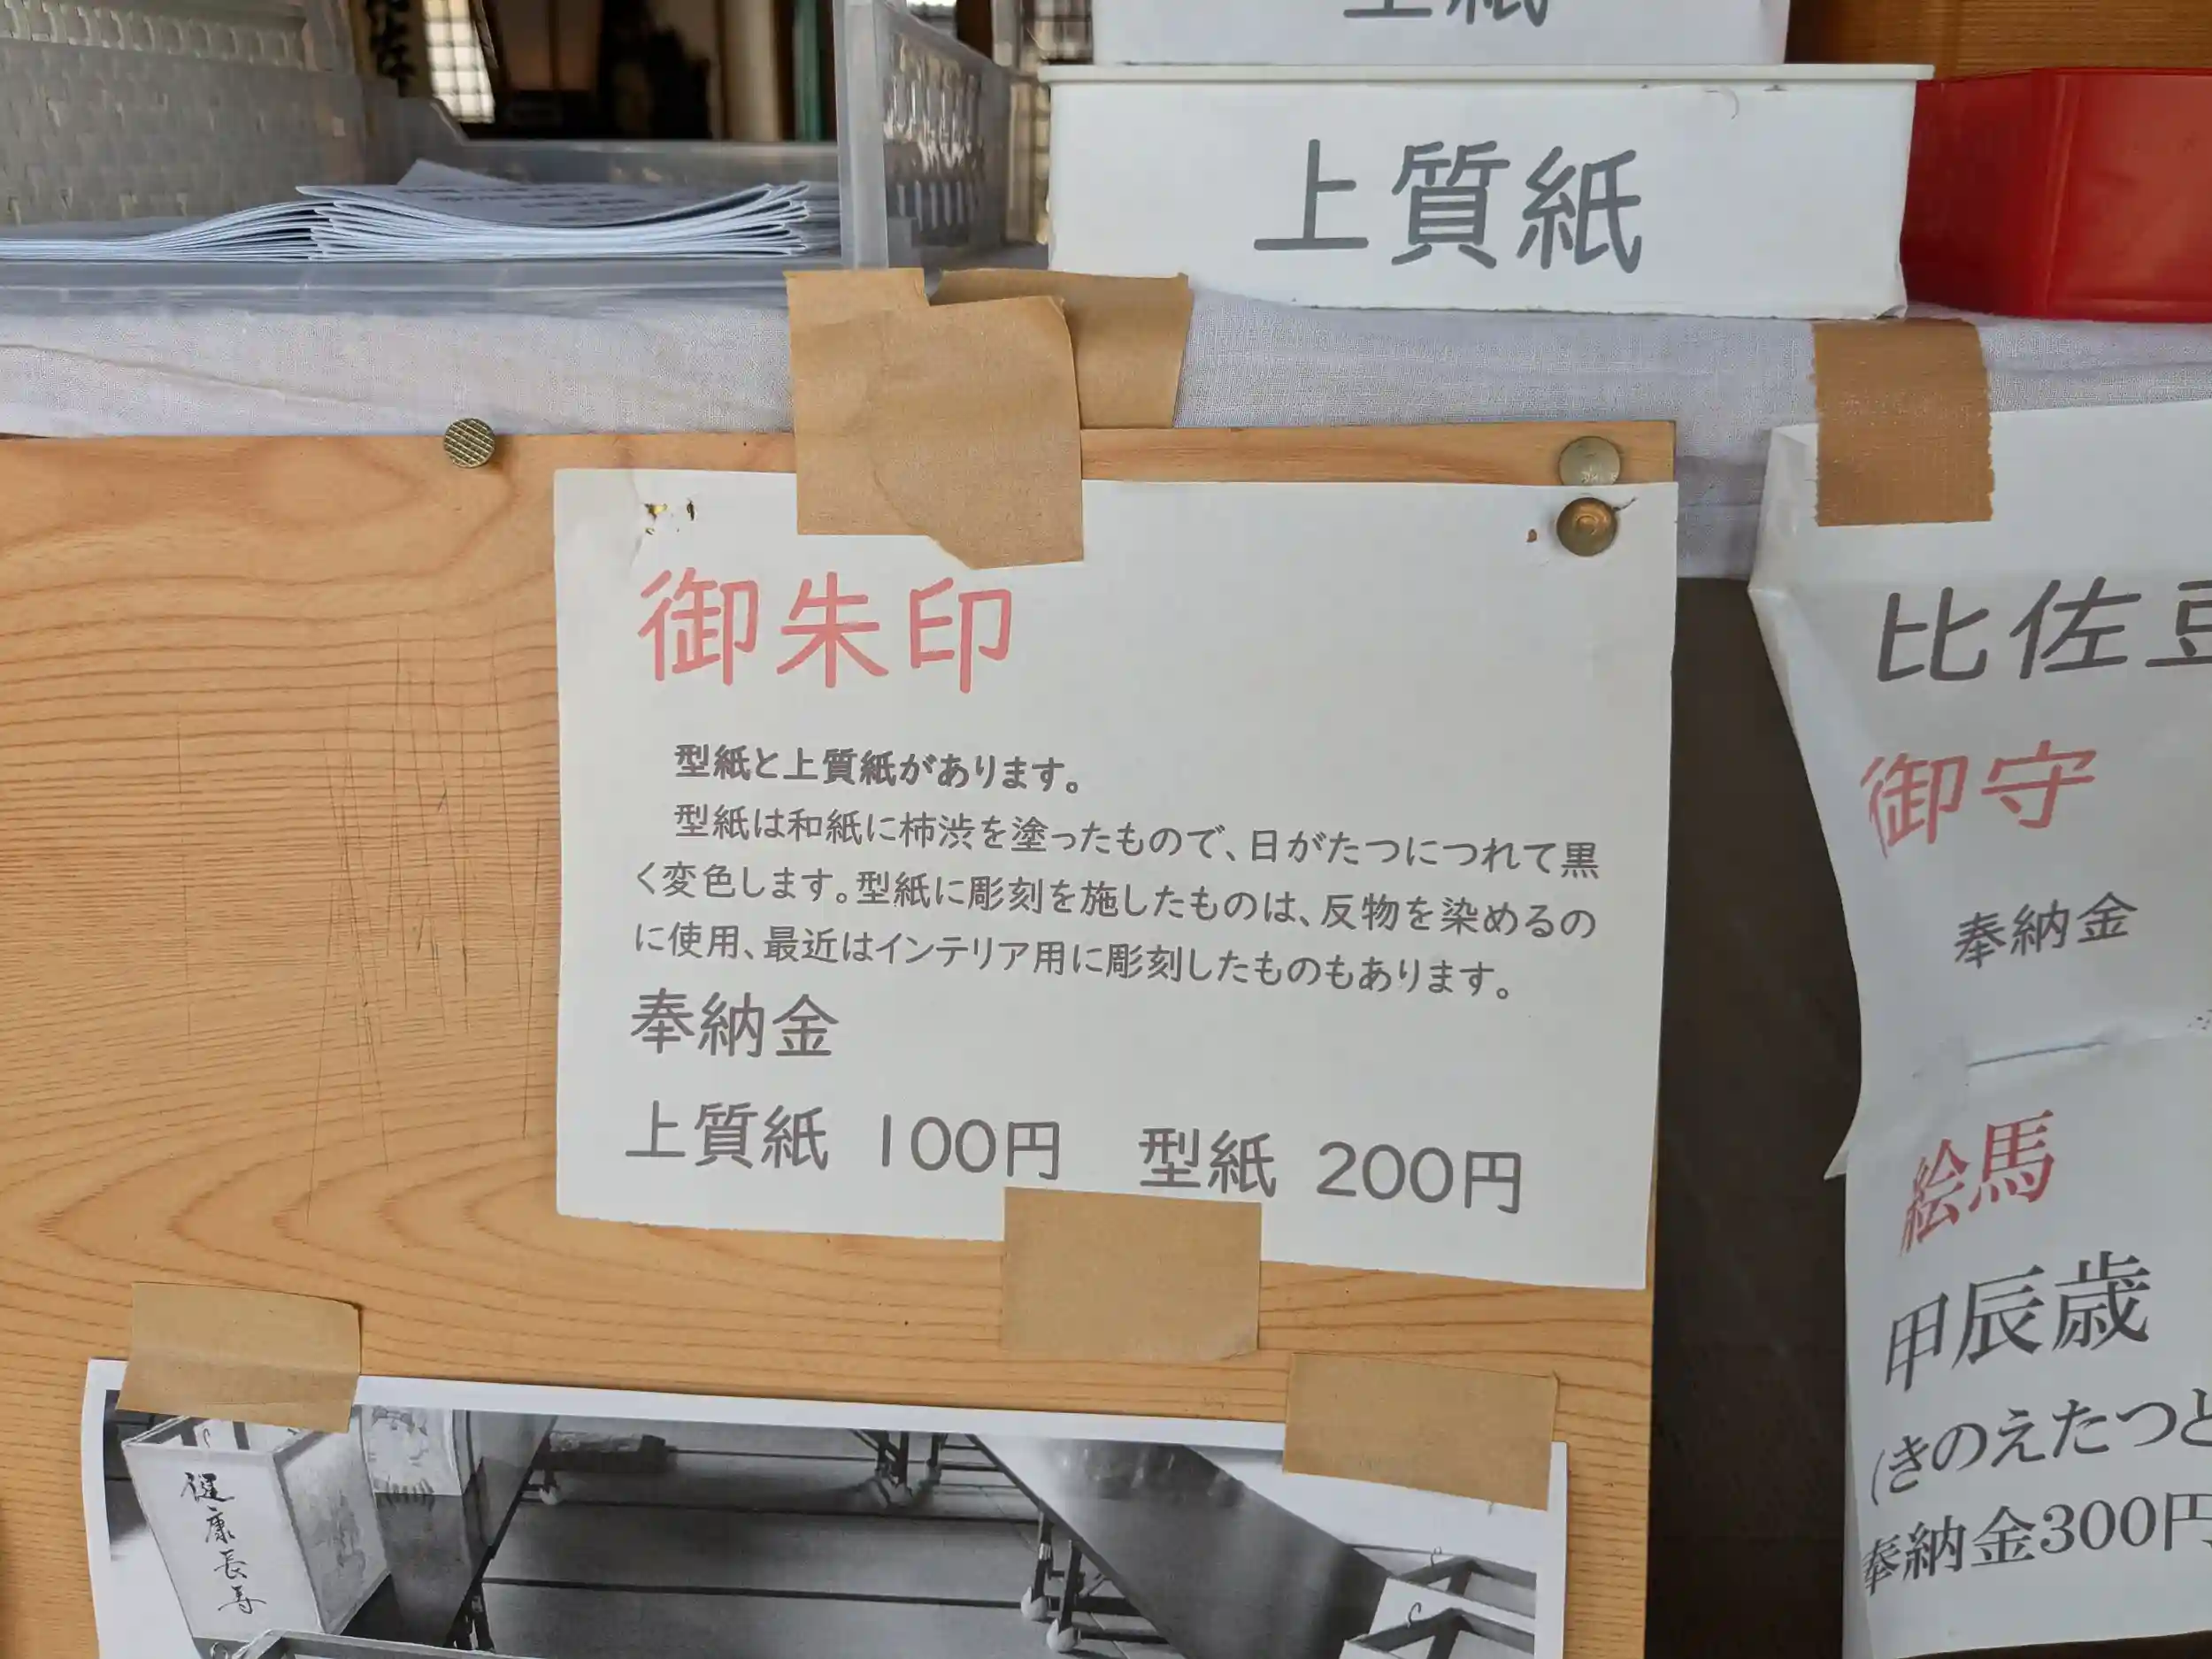 上質紙
上質紙
御朱印
型紙と上質紙があります。
型紙は和紙に柿渋を塗ったもので、日がたつにつれて黒
く変色します。型紙に彫刻を施したものは、反物を染めるの
に使用、最近はインテリア用に彫刻したものもあります。
奉納金
上質紙 100円 型紙 200円
健康長寿
比佐豆
御守
奉納金
絵馬
甲辰歳
(きのえたつと
奉納金300円